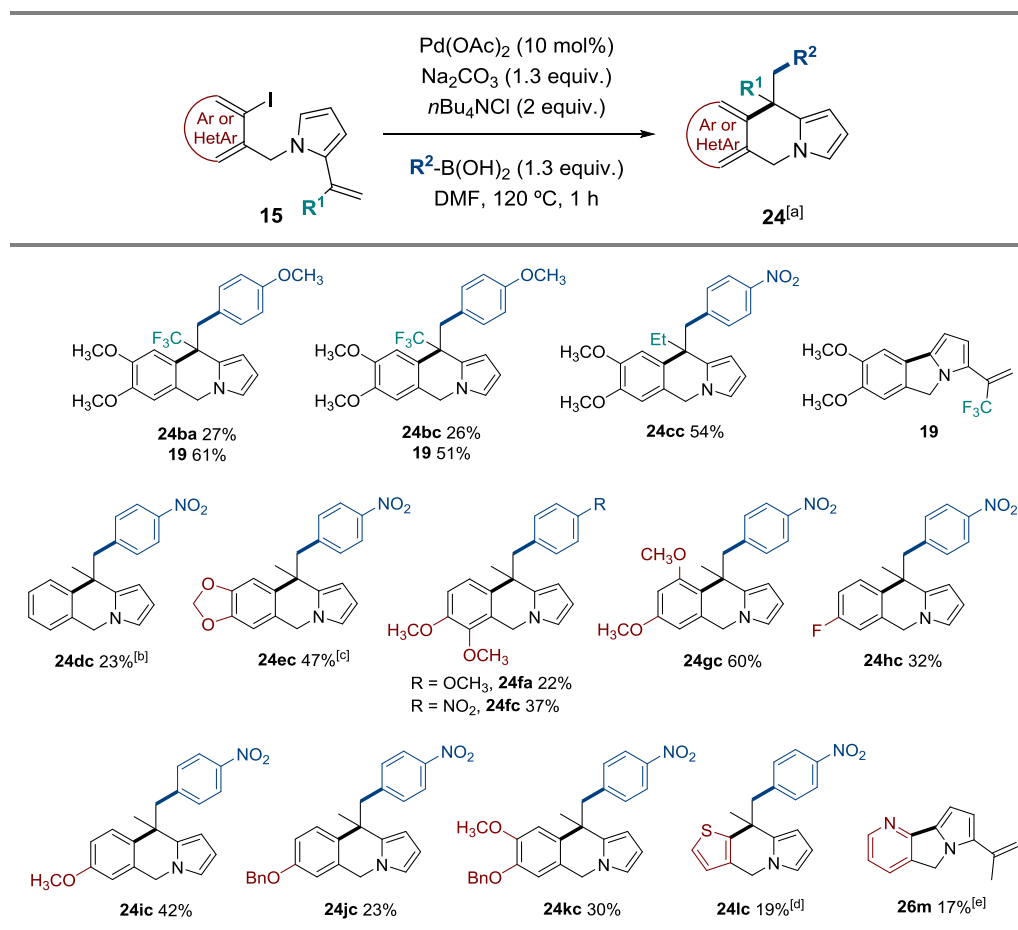 Pd(OAc)2 (10 mol%)
Na2CO3 (1.3 equiv.)
nBu4NCl (2 equiv.)
R2-B(OH)2 (1.3 equiv.)
DMF, 120 ºC, 1 h
Ar or
HetAr
I
N
R1
15
R2
R1
Ar or
HetAr
N
24[a]
OCH3
F3C
H3CO
H3CO
N
24ba 27%
19 61%
OCH3
F3C
H3CO
H3CO
N
24bc 26%
19 51%
NO2
Et
H3CO
H3CO
N
24cc 54%
H3CO
H3CO
N
F3C
19
NO2
N
24dc 23%[b]
NO2
O
O
N
24ec 47%[c]
R
H3CO
OCH3
N
R = OCH3, 24fa 22%
R = NO2, 24fc 37%
NO2
H3CO
H3CO
N
24gc 60%
NO2
F
N
24hc 32%
NO2
H3CO
N
24ic 42%
NO2
BnO
N
24jc 23%
NO2
H3CO
BnO
N
24kc 30%
NO2
S
N
24lc 19%[d]
N
N
26m 17%[e]